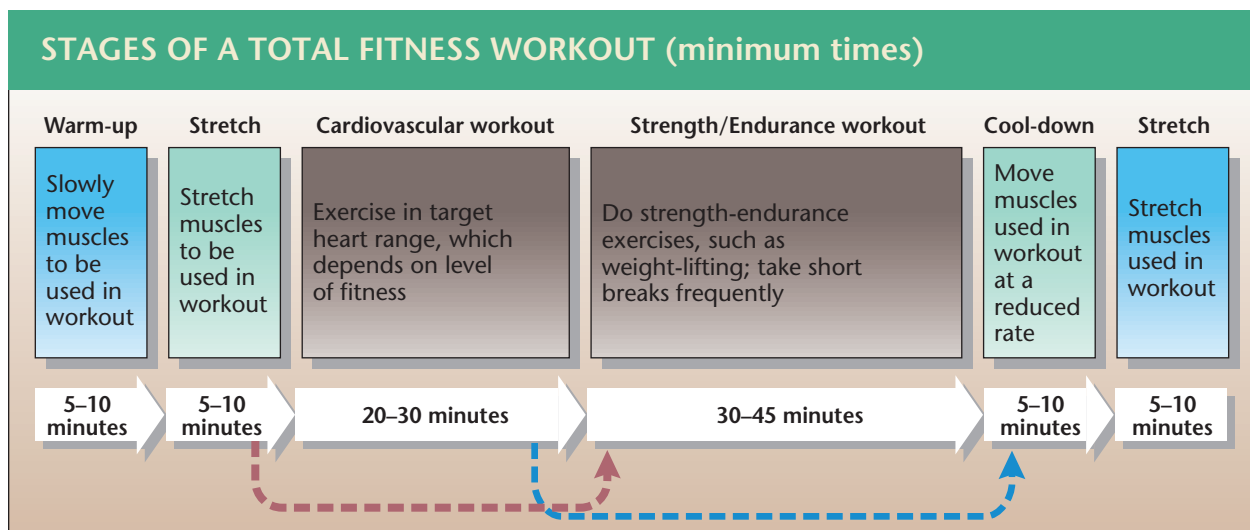 STAGES OF A TOTAL FITNESS WORKOUT (minimum times)
Warm-up
Slowly
move
muscles
to be
used in
workout
5–10
minutes
Stretch
Stretch
muscles
to be
used in
workout
5–10
minutes
Cardiovascular workout
Exercise in target
heart range, which
depends on level
of fitness
20–30 minutes
Strength/Endurance workout
Do strength-endurance
exercises, such as
weight-lifting; take short
breaks frequently
30–45 minutes
Cool-down
Move
muscles
used in
workout
at a
reduced
rate
5–10
minutes
Stretch
Stretch
muscles
used in
workout
5–10
minutes